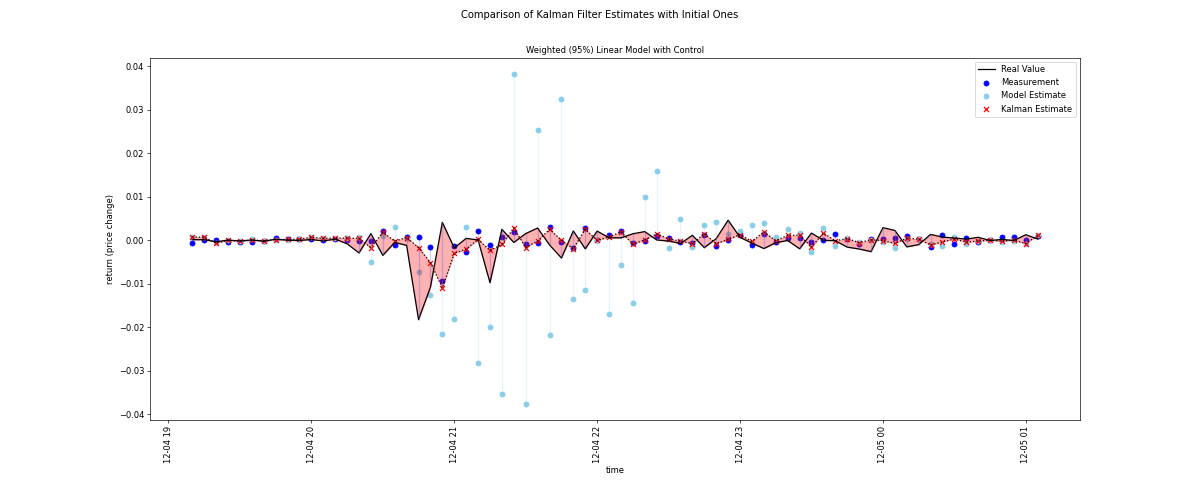 Comparison of Kalman Filter Estimates with Initial Ones
Weighted (95%) Linear Model with Control
Real Value
Measurement
Model Estimate
Kalman Estimate
0.04
0.03
0.02
0.01
0.00
−0.01
−0.02
−0.03
−0.04
return (price change)
12-04 19
12-04 20
12-04 21
12-04 22
12-04 23
12-05 00
12-05 01
time